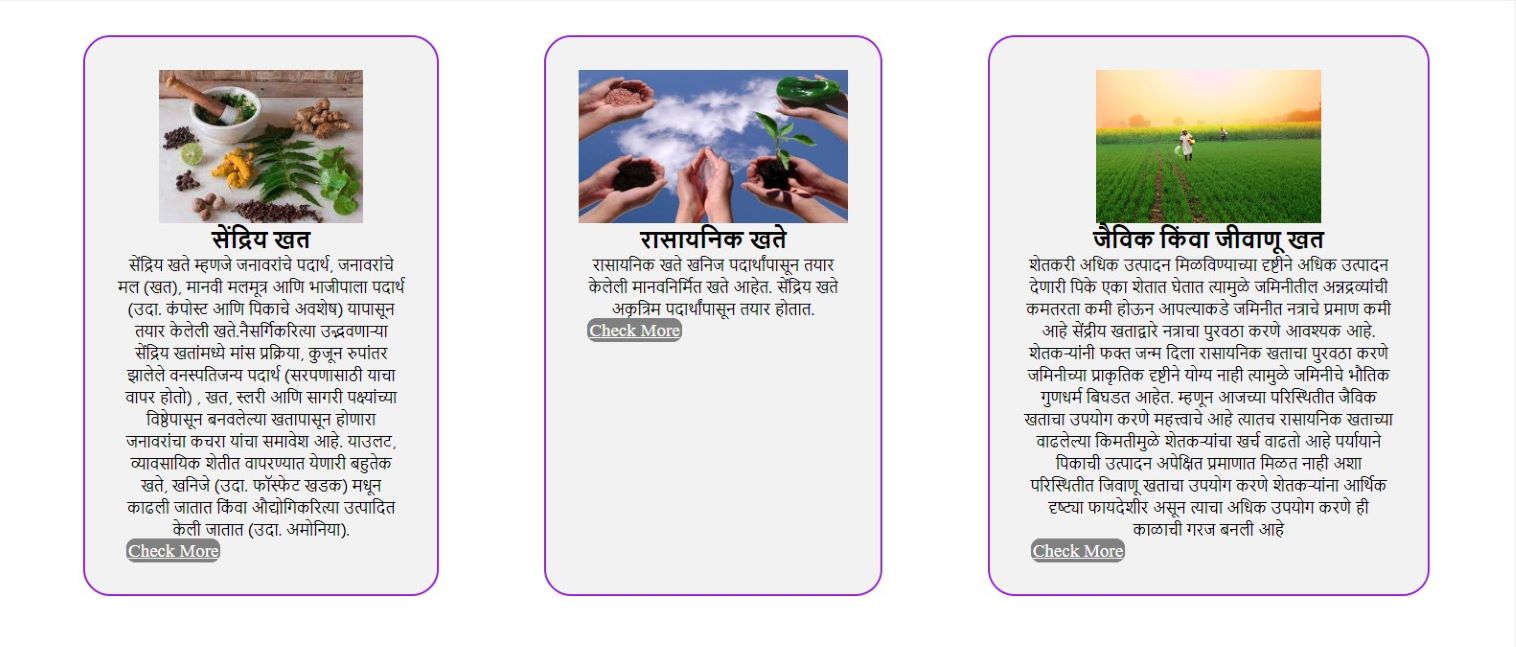 सेंद्रिय खत
सेंद्रिय खते म्हणजे जनावरांचे पदार्थ, जनावरांचे
मल (खत), मानवी मलमूत्र आणि भाजीपाला पदार्थ
(उदा. कंपोस्ट आणि पिकाचे अवशेष) यापासून
तयार केलेली खते.नैसर्गिकरित्या उद्भवणाऱ्या
सेंद्रिय खतांमध्ये मांस प्रक्रिया, कुजून रुपांतर
झालेले वनस्पतिजन्य पदार्थ (सरपणासाठी याचा
वापर होतो) , खत, स्लरी आणि सागरी पक्ष्यांच्या
विष्ठेपासून बनवलेल्या खतापासून होणारा
जनावरांचा कचरा यांचा समावेश आहे. याउलट,
व्यावसायिक शेतीत वापरण्यात येणारी बहुतेक
खते, खनिजे (उदा. फॉस्फेट खडक) मधून
काढली जातात किंवा औद्योगिकरित्या उत्पादित
केली जातात (उदा. अमोनिया).
Check More
रासायनिक खते
रासायनिक खते खनिज पदार्थांपासून तयार
केलेली मानवनिर्मित खते आहेत. सेंद्रिय खते
अकृत्रिम पदार्थांपासून तयार होतात.
Check More
जैविक किंवा जीवाणू खत
शेतकरी अधिक उत्पादन मिळविण्याच्या दृष्टीने अधिक उत्पादन
देणारी पिके एका शेतात घेतात त्यामुळे जमिनीतील अन्नद्रव्यांची
कमतरता कमी होऊन आपल्याकडे जमिनीत नत्राचे प्रमाण कमी
आहे सेंद्रीय खताद्वारे नत्राचा पुरवठा करणे आवश्यक आहे.
शेतकऱ्यांनी फक्त जन्म दिला रासायनिक खताचा पुरवठा करणे
जमिनीच्या प्राकृतिक दृष्टीने योग्य नाही त्यामुळे जमिनीचे भौतिक
गुणधर्म बिघडत आहेत. म्हणून आजच्या परिस्थितीत जैविक
खताचा उपयोग करणे महत्त्वाचे आहे त्यातच रासायनिक खताच्या
वाढलेल्या किमतीमुळे शेतकऱ्यांचा खर्च वाढतो आहे पर्यायाने
पिकाची उत्पादन अपेक्षित प्रमाणात मिळत नाही अशा
परिस्थितीत जिवाणू खताचा उपयोग करणे शेतकऱ्यांना आर्थिक
दृष्ट्या फायदेशीर असून त्याचा अधिक उपयोग करणे ही
काळाची गरज बनली आहे
Check More